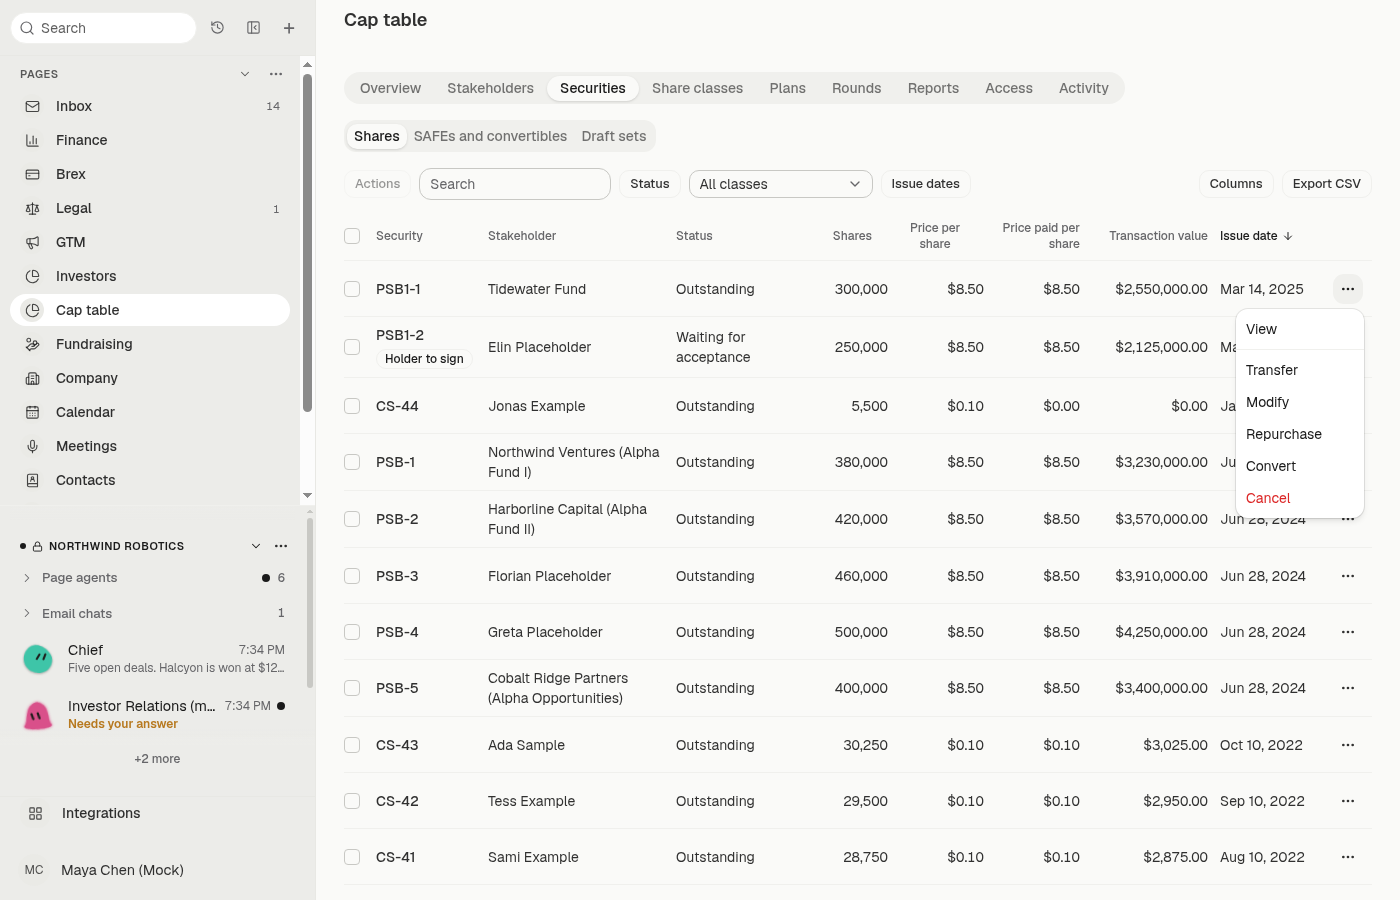 Search
PAGES
Inbox 14
Finance
Brex
Legal 1
GTM
Investors
Cap table
Fundraising
Company
Calendar
Meetings
Contacts
NORTHWIND ROBOTICS
Page agents 6
Email chats 1
Chief 7:34 PM
Five open deals. Halcyon is won at $12...
Investor Relations (m... 7:34 PM
Needs your answer
+2 more
Integrations
MC Maya Chen (Mock)
Cap table
Overview Stakeholders Securities Share classes Plans Rounds Reports Access Activity
Shares SAFEs and convertibles Draft sets
Actions Search Status All classes Issue dates Columns Export CSV
Security Stakeholder Status Shares Price per share Price paid per share Transaction value Issue date
PSB1-1 Tidewater Fund Outstanding 300,000 $8.50 $8.50 $2,550,000.00 Mar 14, 2025
PSB1-2 Holder to sign Elin Placeholder Waiting for acceptance 250,000 $8.50 $8.50 $2,125,000.00 Ma
CS-44 Jonas Example Outstanding 5,500 $0.10 $0.00 $0.00 Ja
PSB-1 Northwind Ventures (Alpha Fund I) Outstanding 380,000 $8.50 $8.50 $3,230,000.00 Ju
PSB-2 Harborline Capital (Alpha Fund II) Outstanding 420,000 $8.50 $8.50 $3,570,000.00 Jun 28, 2024
PSB-3 Florian Placeholder Outstanding 460,000 $8.50 $8.50 $3,910,000.00 Jun 28, 2024
PSB-4 Greta Placeholder Outstanding 500,000 $8.50 $8.50 $4,250,000.00 Jun 28, 2024
PSB-5 Cobalt Ridge Partners (Alpha Opportunities) Outstanding 400,000 $8.50 $8.50 $3,400,000.00 Jun 28, 2024
CS-43 Ada Sample Outstanding 30,250 $0.10 $0.10 $3,025.00 Oct 10, 2022
CS-42 Tess Example Outstanding 29,500 $0.10 $0.10 $2,950.00 Sep 10, 2022
CS-41 Sami Example Outstanding 28,750 $0.10 $0.10 $2,875.00 Aug 10, 2022
View
Transfer
Modify
Repurchase
Convert
Cancel